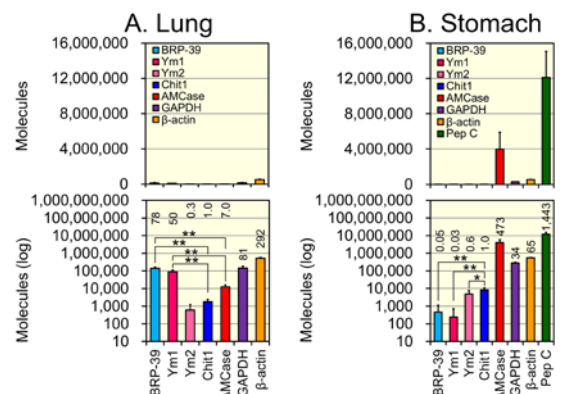 A. Lung
16,000,000
12,000,000
8,000,000
4,000,000
0
Molecules
BRP-39
Ym1
Ym2
Chit1
AMCase
GAPDH
β-actin
1,000,000,000
100,000,000
10,000,000
1,000,000
100,000
10,000
1,000
100
10
Molecules (log)
78
50
0.3
1.0
7.0
81
292
**
**
**
**
BRP-39
Ym1
Ym2
Chit1
AMCase
GAPDH
β-actin
B. Stomach
16,000,000
12,000,000
8,000,000
4,000,000
0
Molecules
BRP-39
Ym1
Ym2
Chit1
AMCase
GAPDH
β-actin
Pep C
1,000,000,000
100,000,000
10,000,000
1,000,000
100,000
10,000
1,000
100
10
Molecules (log)
0.05
0.03
0.6
1.0
473
34
65
1,443
**
**
*
BRP-39
Ym1
Ym2
Chit1
AMCase
GAPDH
β-actin
Pep C